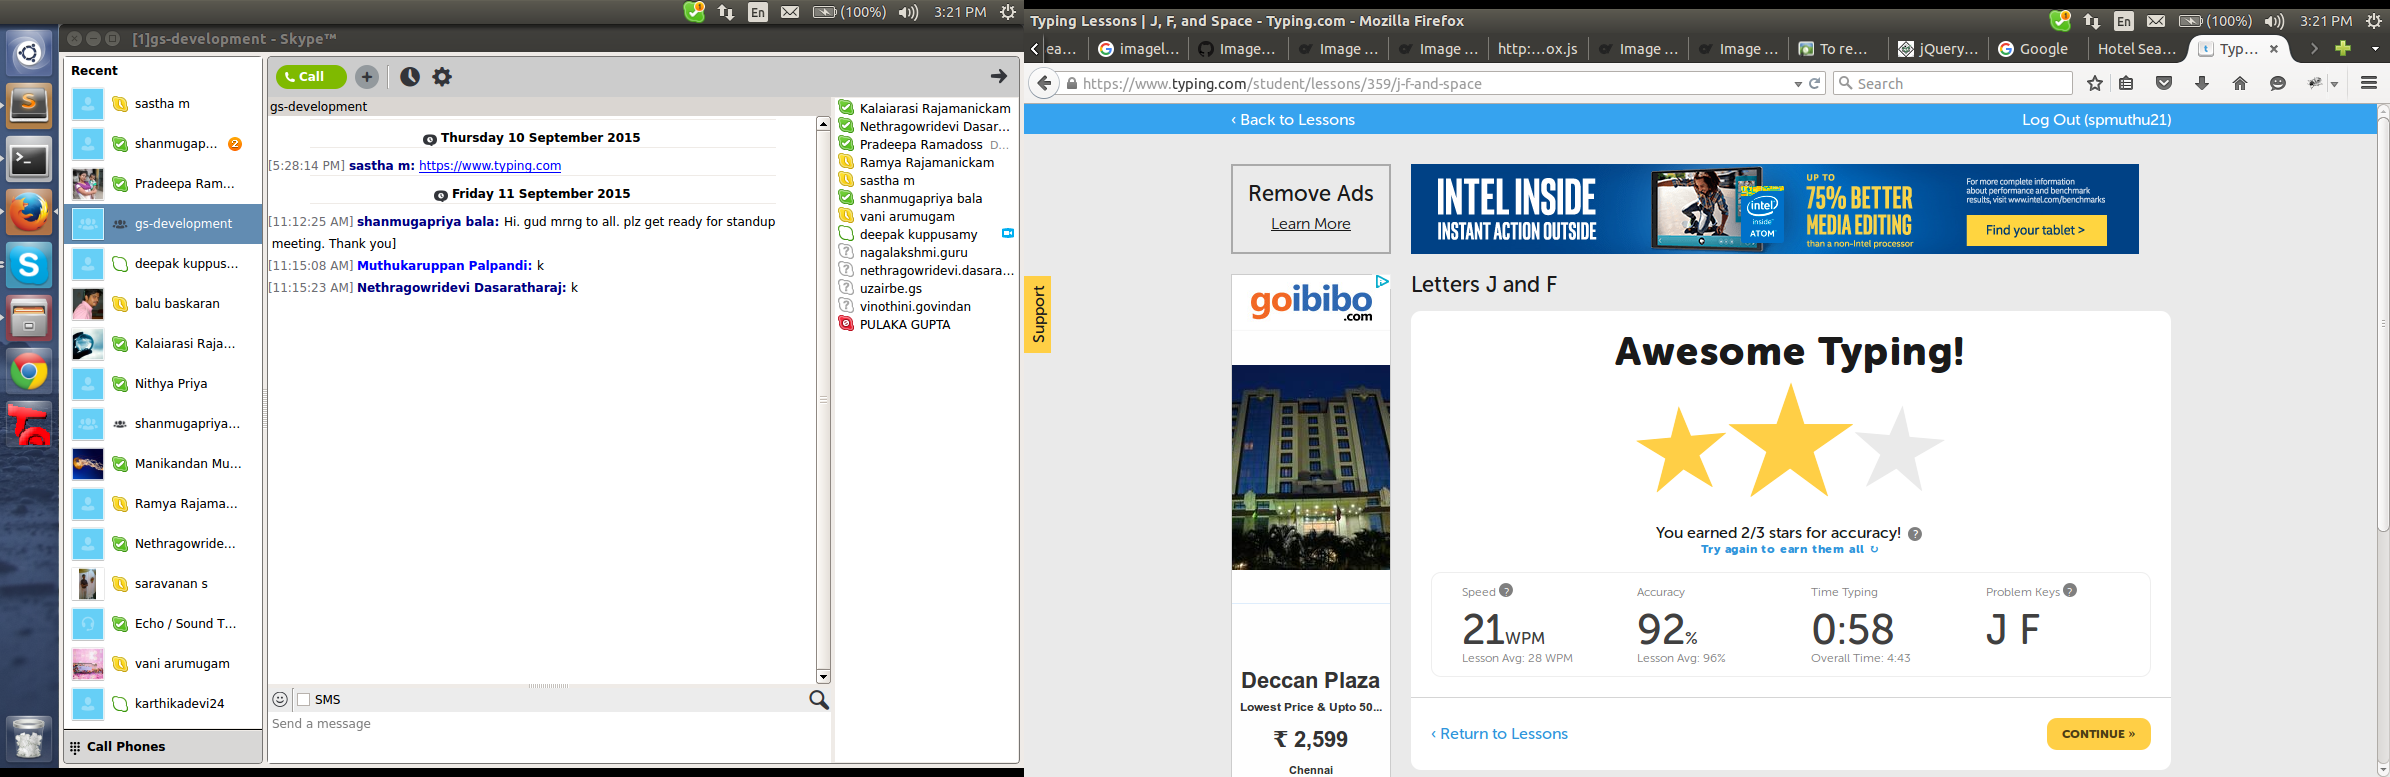 En (100%) 3:21 PM
[1]gs-development - Skype™
Recent
sastha m
shanmugap... 2
Pradeepa Ram...
gs-development
deepak kuppus...
balu baskaran
Kalaiarasi Raja...
Nithya Priya
shanmugapriya...
Manikandan Mu...
Ramya Rajama...
Nethragowride...
saravanan s
Echo / Sound T...
vani arumugam
karthikadevi24
Call Phones
Call
gs-development
Thursday 10 September 2015
[5:28:14 PM] sastha m: https://www.typing.com
Friday 11 September 2015
[11:12:25 AM] shanmugapriya bala: Hi. gud mrng to all. plz get ready for standup
meeting. Thank you]
[11:15:08 AM] Muthukaruppan Palpandi: k
[11:15:23 AM] Nethragowridevi Dasaratharaj: k
SMS
Send a message
Kalaiarasi Rajamanickam
Nethragowridevi Dasar...
Pradeepa Ramadoss D...
Ramya Rajamanickam
sastha m
shanmugapriya bala
vani arumugam
deepak kuppusamy
nagalakshmi.guru
nethragowridevi.dasara...
uzairbe.gs
vinothini.govindan
PULAKA GUPTA
Typing Lessons | J, F, and Space - Typing.com - Mozilla Firefox
En (100%) 3:21 PM
ea... imagel... Image... Image ... Image ... http:...ox.js Image ... Image ... To re... jQuery... Google Hotel Sea... Typ...
https://www.typing.com/student/lessons/359/j-f-and-space
Search
‹ Back to Lessons
Log Out (spmuthu21)
Remove Ads
Learn More
INTEL INSIDE
INSTANT ACTION OUTSIDE
intel
inside
ATOM
UP TO
75% BETTER
MEDIA EDITING
than a non-Intel processor
For more complete information
about performance and benchmark
results, visit www.intel.com/benchmarks
Find your tablet >
Support
goibibo
.com
Deccan Plaza
Lowest Price & Upto 50...
₹ 2,599
Chennai
Letters J and F
Awesome Typing!
You earned 2/3 stars for accuracy! ?
Try again to earn them all ↻
Speed ? Accuracy Time Typing Problem Keys ?
21WPM 92% 0:58 J F
Lesson Avg: 28 WPM Lesson Avg: 96% Overall Time: 4:43
‹ Return to Lessons
CONTINUE »